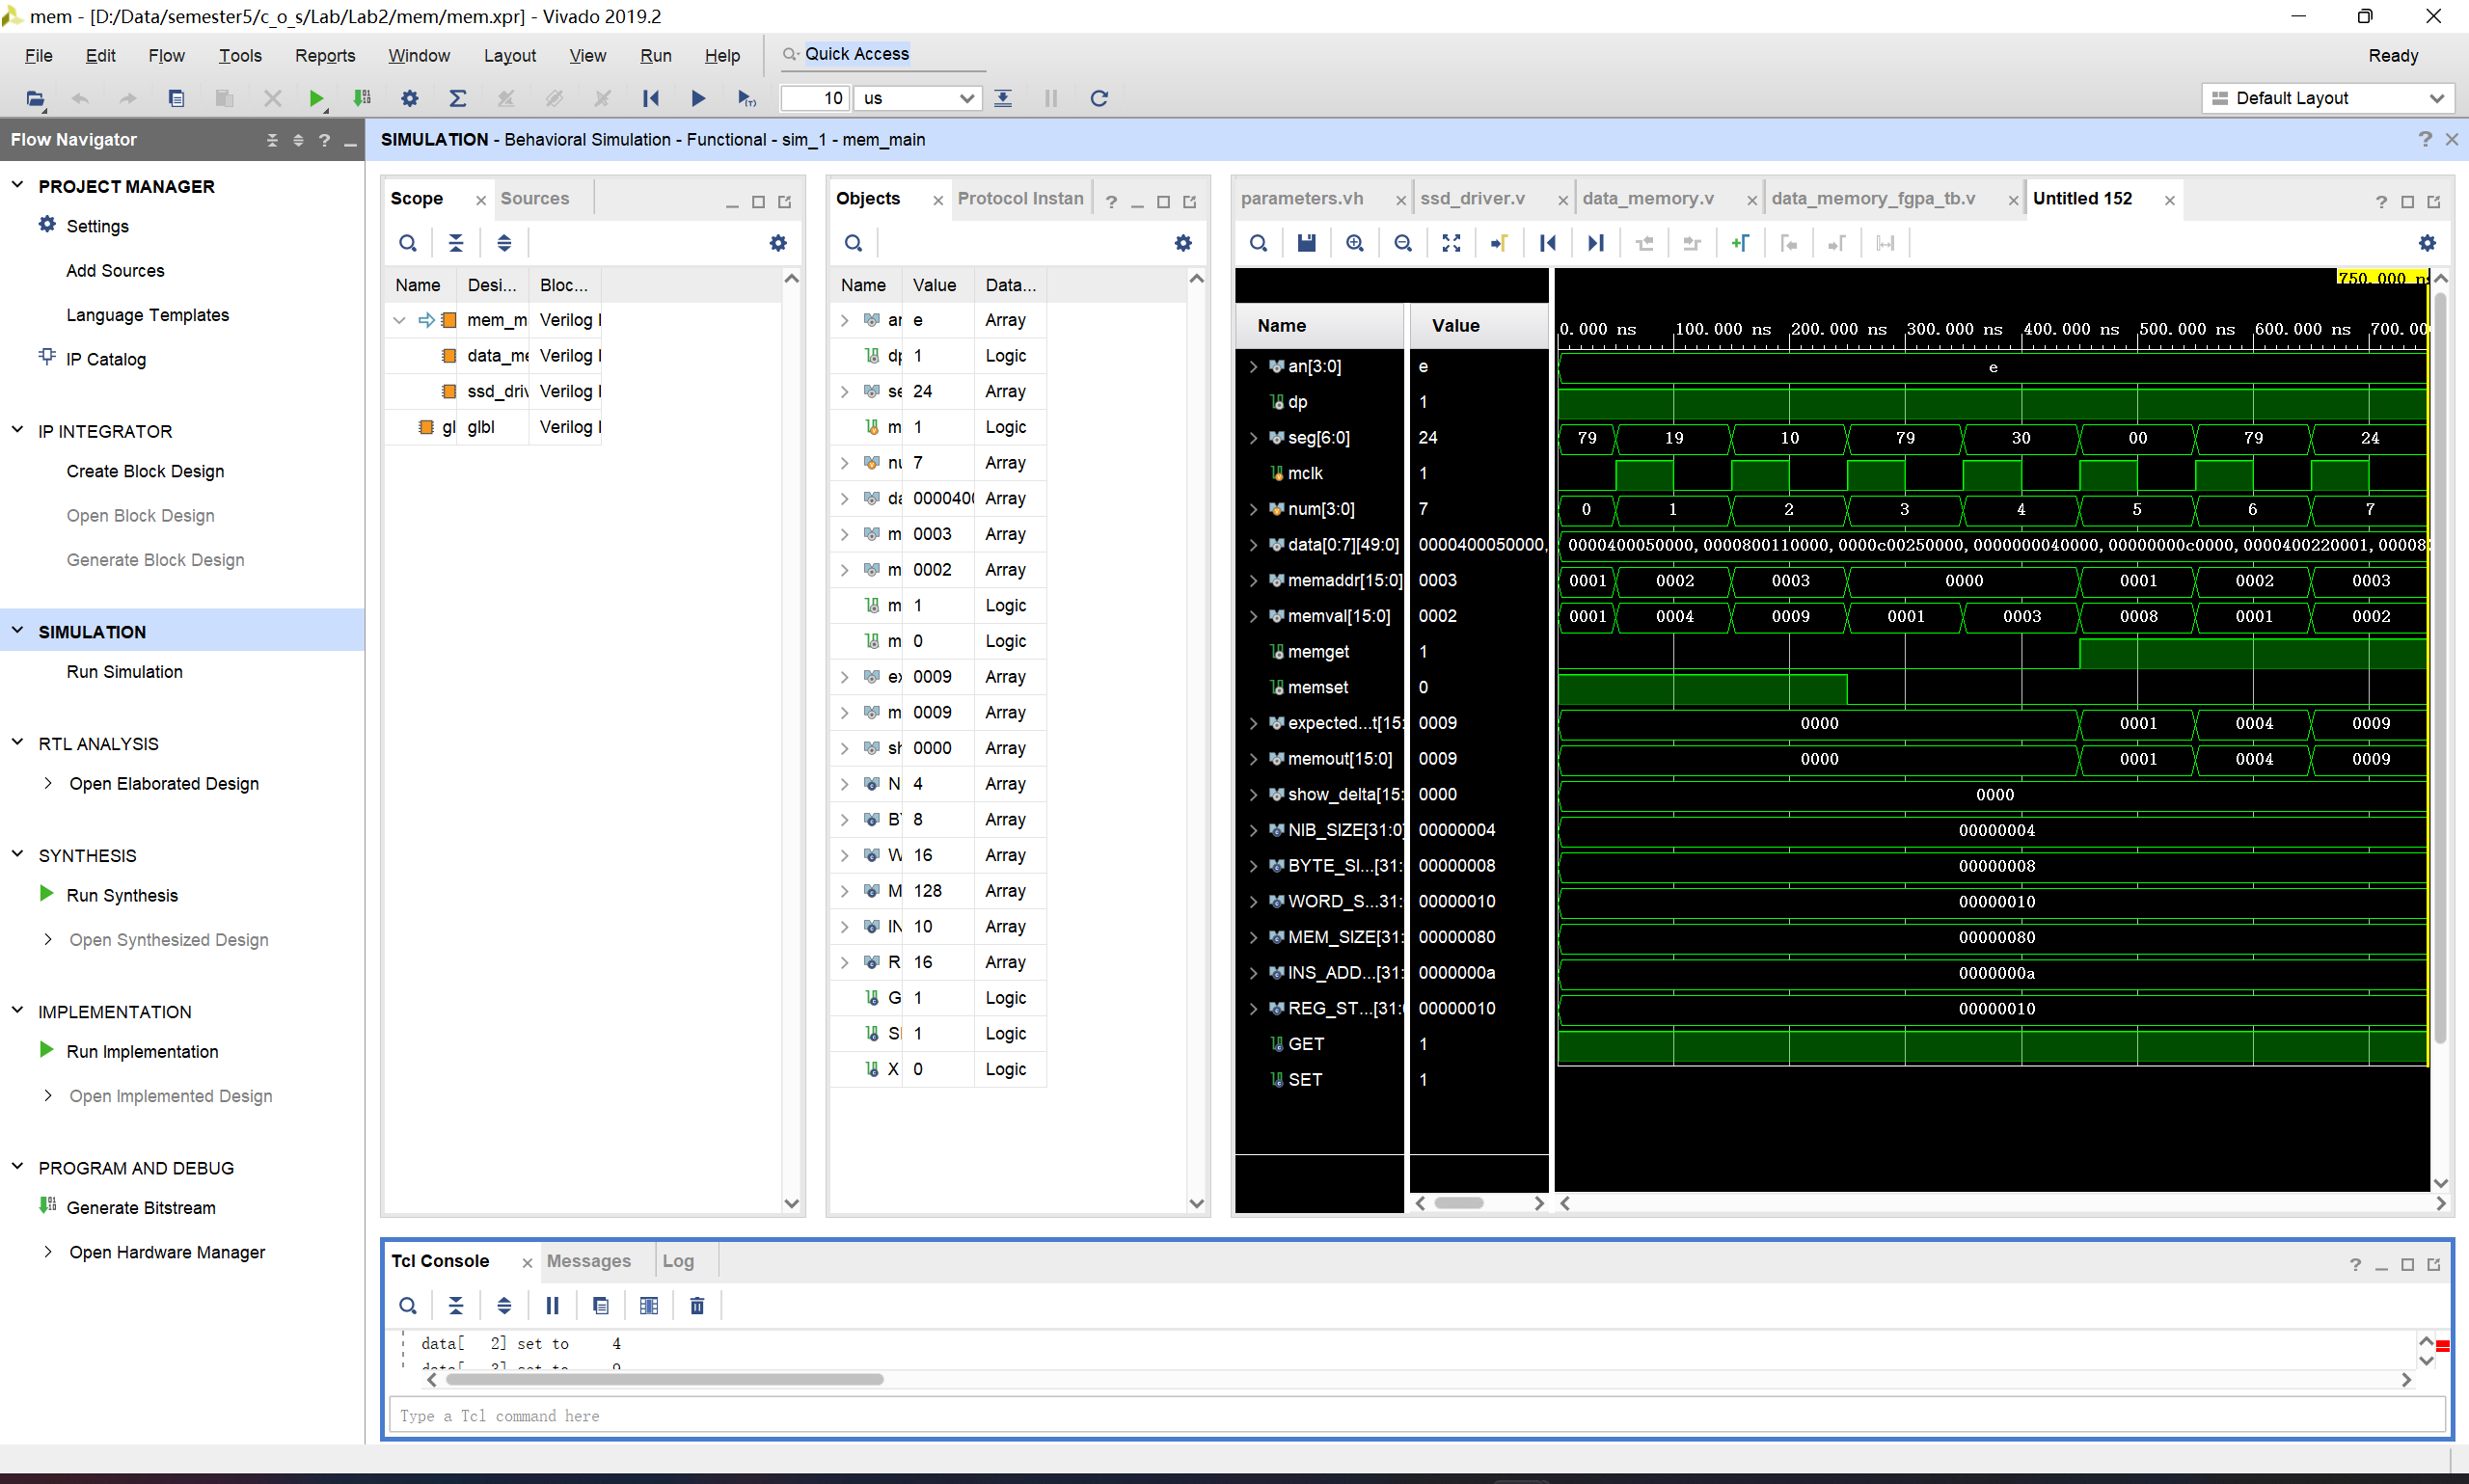 mem - [D:/Data/semester5/c_o_s/Lab/Lab2/mem/mem.xpr] - Vivado 2019.2
File Edit Flow Tools Reports Window Layout View Run Help Quick Access Ready
10 us Default Layout
Flow Navigator
SIMULATION - Behavioral Simulation - Functional - sim_1 - mem_main
PROJECT MANAGER
Settings
Add Sources
Language Templates
IP Catalog
IP INTEGRATOR
Create Block Design
Open Block Design
Generate Block Design
SIMULATION
Run Simulation
RTL ANALYSIS
Open Elaborated Design
SYNTHESIS
Run Synthesis
Open Synthesized Design
IMPLEMENTATION
Run Implementation
Open Implemented Design
PROGRAM AND DEBUG
Generate Bitstream
Open Hardware Manager
Scope Sources
Name Desi... Bloc...
mem_m Verilog
data_me Verilog
ssd_driv Verilog
gl glbl Verilog
Objects Protocol Instan
Name Value Data...
ar e Array
dp 1 Logic
se 24 Array
m 1 Logic
nu 7 Array
da 0000400 Array
m 0003 Array
m 0002 Array
m 1 Logic
m 0 Logic
ex 0009 Array
m 0009 Array
sh 0000 Array
N 4 Array
B 8 Array
W 16 Array
M 128 Array
IN 10 Array
R 16 Array
G 1 Logic
S 1 Logic
X 0 Logic
parameters.vh ssd_driver.v data_memory.v data_memory_fgpa_tb.v Untitled 152
750.000 ns
Name Value 0.000 ns 100.000 ns 200.000 ns 300.000 ns 400.000 ns 500.000 ns 600.000 ns 700.00
an[3:0] e e
dp 1
seg[6:0] 24 79 19 10 79 30 00 79 24
mclk 1
num[3:0] 7 0 1 2 3 4 5 6 7
data[0:7][49:0] 0000400050000, 0000400050000,0000800110000,0000c00250000,0000000040000,00000000c0000,0000400220001,00008
memaddr[15:0] 0003 0001 0002 0003 0000 0001 0002 0003
memval[15:0] 0002 0001 0004 0009 0001 0003 0008 0001 0002
memget 1
memset 0
expected...t[15: 0009 0000 0001 0004 0009
memout[15:0] 0009 0000 0001 0004 0009
show_delta[15: 0000 0000
NIB_SIZE[31:0] 00000004 00000004
BYTE_SI...[31: 00000008 00000008
WORD_S...31: 00000010 00000010
MEM_SIZE[31: 00000080 00000080
INS_ADD...[31: 0000000a 0000000a
REG_ST...[31: 00000010 00000010
GET 1
SET 1
Tcl Console Messages Log
data[ 2] set to 4
data[ 3] set to 9
Type a Tcl command here